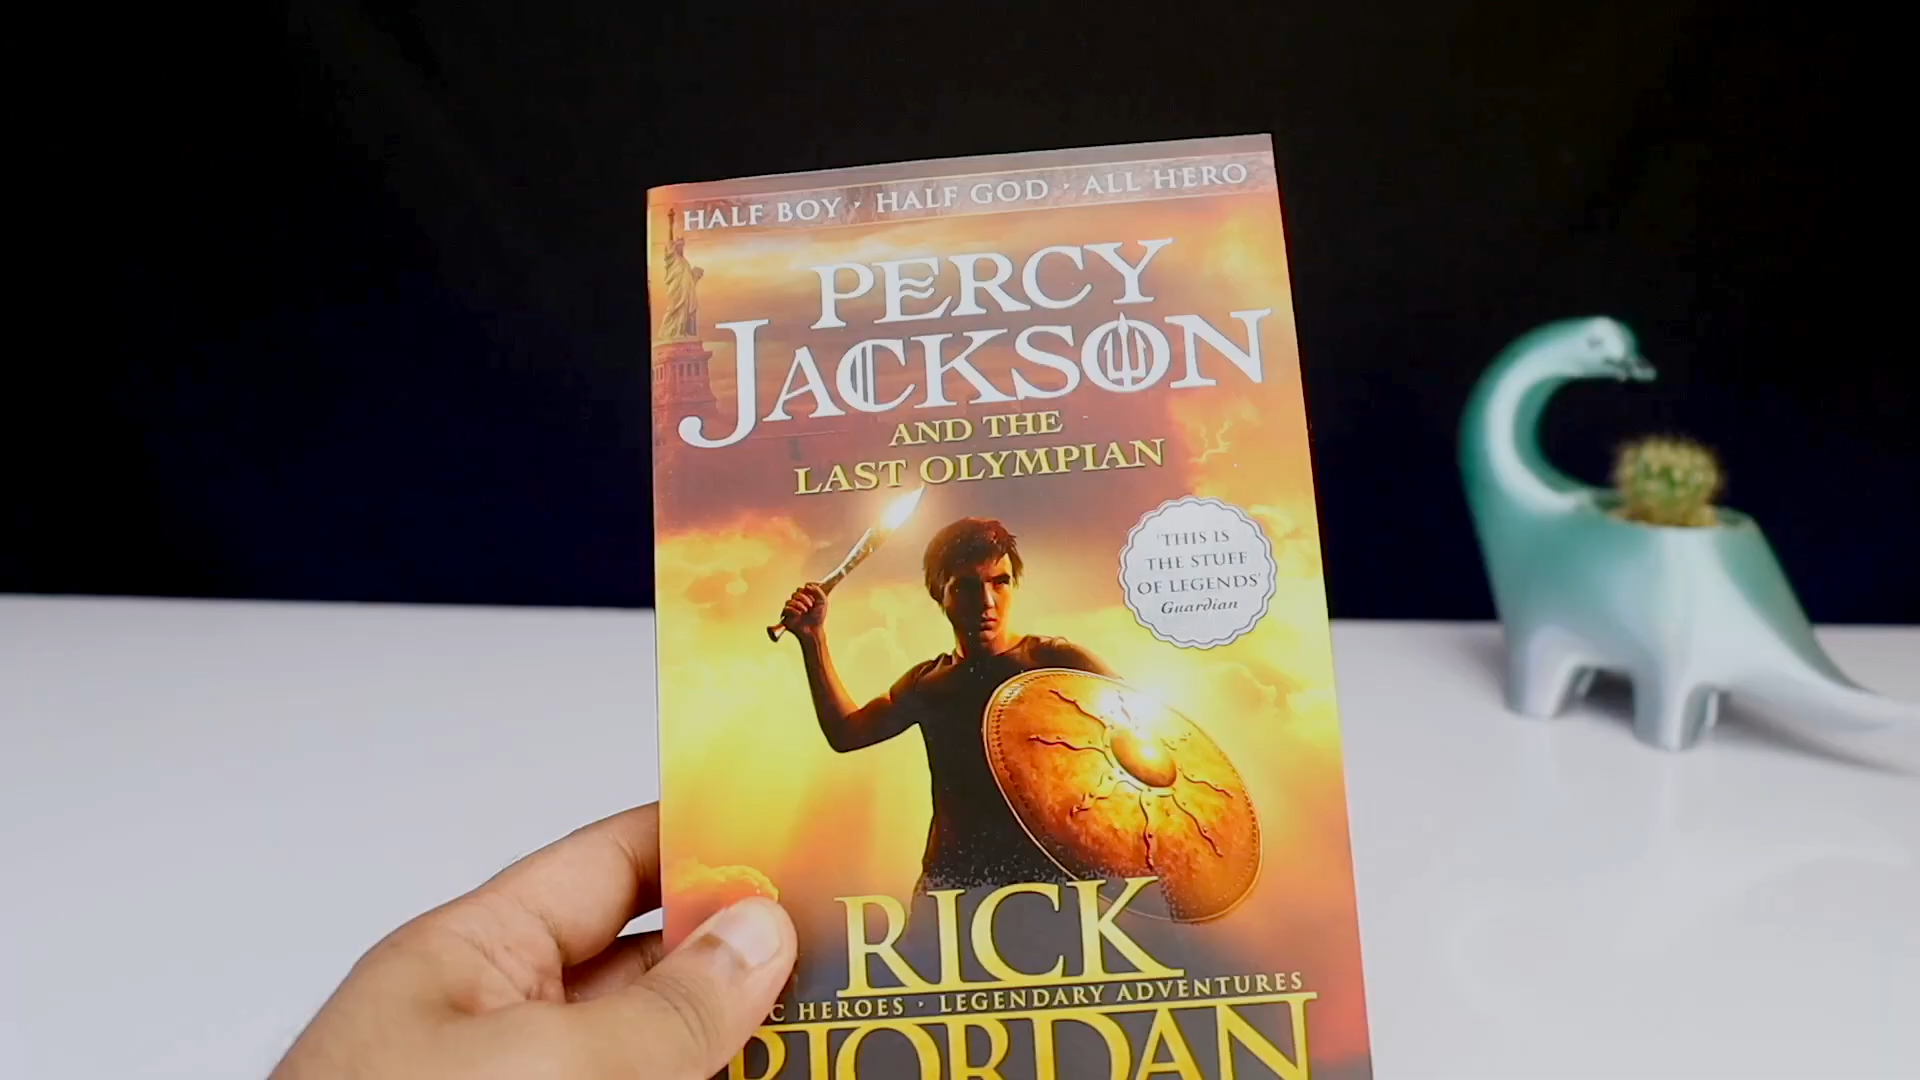 HALF BOY · HALF GOD · ALL HERO
PERCY
JACKSON
AND THE
LAST OLYMPIAN
'THIS IS
THE STUFF
OF LEGENDS'
Guardian
RICK
HEROES · LEGENDARY ADVENTURES
RIORDAN